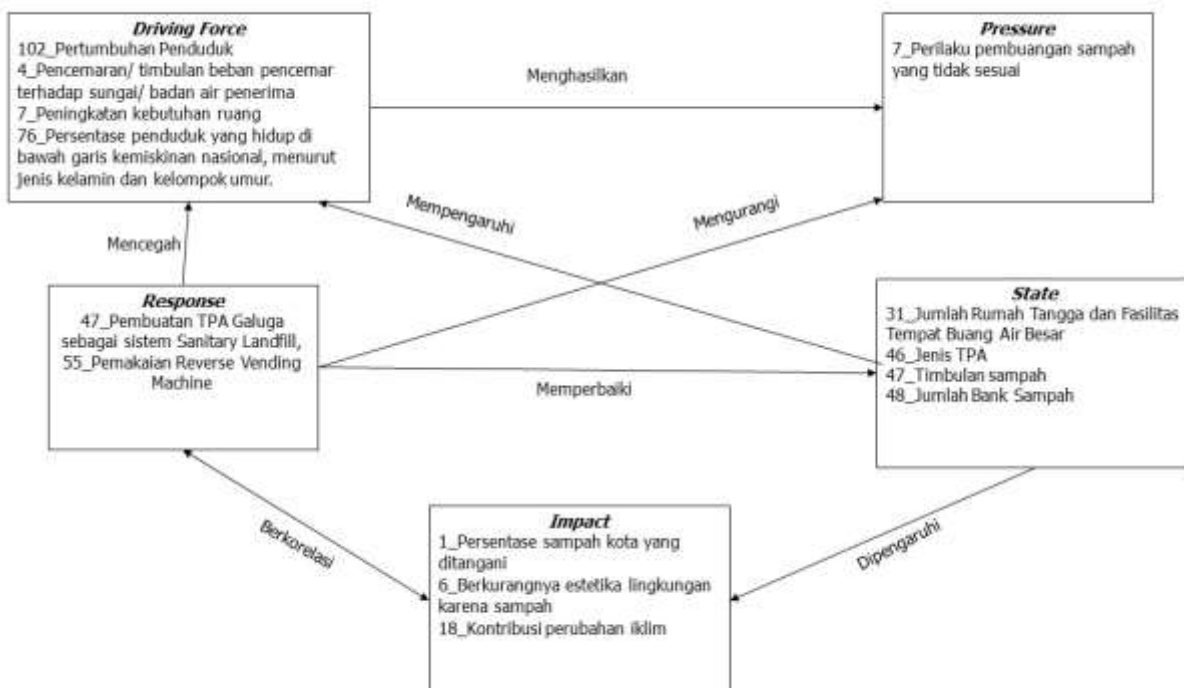 Driving Force
102_Pertumbuhan Penduduk
4_Pencemaran/ timbulan beban pencemar
terhadap sungai/ badan air penerima
7_Peningkatan kebutuhan ruang
76_Persentase penduduk yang hidup di
bawah garis kemiskinan nasional, menurut
jenis kelamin dan kelompok umur.
Menghasilkan
Pressure
7_Perilaku pembuangan sampah
yang tidak sesuai
Mempengaruhi
Mengurangi
Mencegah
Response
47_Pembuatan TPA Galuga
sebagai sistem Sanitary Landfill,
55_Pemakaian Reverse Vending
Machine
Memperbaiki
State
31_Jumlah Rumah Tangga dan Fasilitas
Tempat Buang Air Besar
46_Jenis TPA
47_Timbulan sampah
48_Jumlah Bank Sampah
Berkorelasi
Impact
1_Persentase sampah kota yang
ditangani
6_Berkurangnya estetika lingkungan
karena sampah
18_Kontribusi perubahan iklim
Dipengaruhi